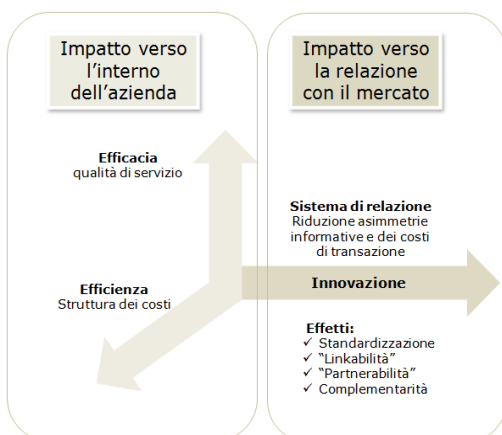 Impatto verso
l'interno
dell'azienda
Impatto verso
la relazione
con il mercato
Efficacia
qualità di servizio
Efficienza
Struttura dei costi
Sistema di relazione
Riduzione asimmetrie
informative e dei costi
di transazione
Innovazione
Effetti:
✓ Standardizzazione
✓ "Linkabilità"
✓ "Partnerabilità"
✓ Complementarità